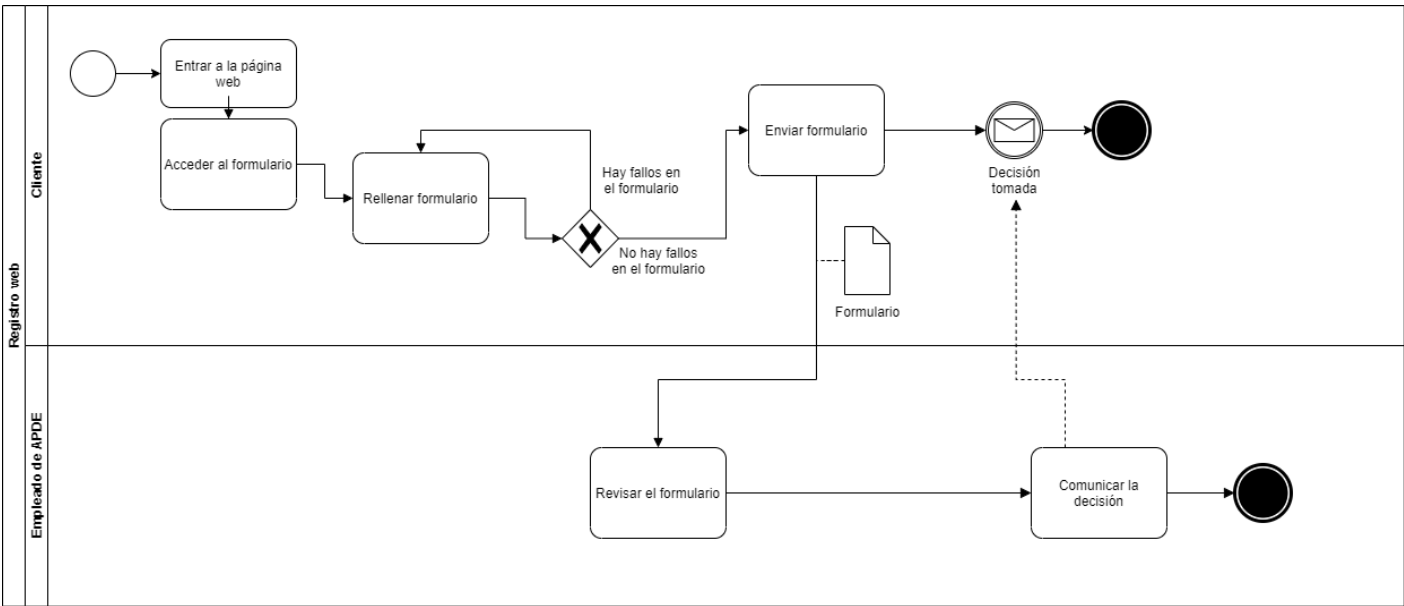 Registro web
Cliente
Entrar a la página
web
Acceder al formulario
Rellenar formulario
Hay fallos en
el formulario
No hay fallos
en el formulario
Enviar formulario
Formulario
Decisión
tomada
Empleado de APDE
Revisar el formulario
Comunicar la
decisión